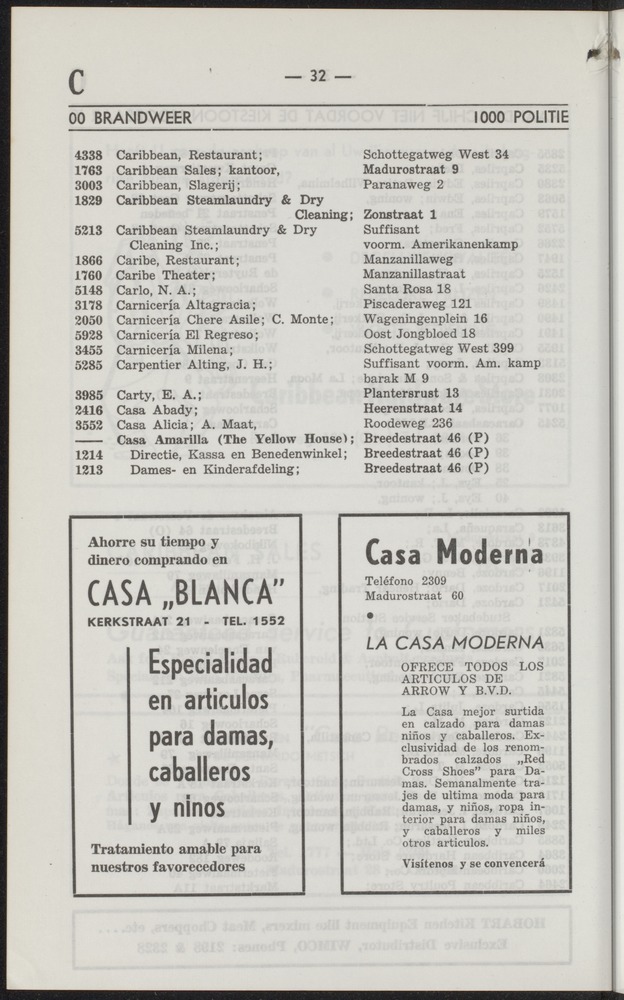 C
— 32 —
00 BRANDWEER 1000 POLITIE
4338 Caribbean, Restaurant; Schottegatweg West 34
1763 Caribbean Sales; kantoor, Madurostraat 9
3003 Caribbean, Slagerij; Paranaweg 2
1829 Caribbean Steamlaundry & Dry
Cleaning; Zonstraat 1
5213 Caribbean Steamlaundry & Dry Suffisant
Cleaning Inc.; voorm. Amerikanenkamp
1866 Caribe, Restaurant; Manzanillaweg
1760 Caribe Theater; Manzanillastraat
5148 Carlo, N. A.; Santa Rosa 18
3178 Carnicería Altagracia; Piscaderaweg 121
2050 Carnicería Chere Asile; C. Monte; Wageningenplein 16
5928 Carnicería El Regreso; Oost Jongbloed 18
3455 Carnicería Milena; Schottegatweg West 399
5285 Carpentier Alting, J. H.; Suffisant voorm. Am. kamp
barak M 9
3985 Carty, E. A.; Plantersrust 13
2416 Casa Abady; Heerenstraat 14
3552 Casa Alicia; A. Maat, Roodeweg 236
—— Casa Amarilla (The Yellow House); Breedestraat 46 (P)
1214 Directie, Kassa en Benedenwinkel; Breedestraat 46 (P)
1213 Dames- en Kinderafdeling; Breedestraat 46 (P)
Ahorre su tiempo y
dinero comprando en
CASA „BLANCA”
KERKSTRAAT 21 - TEL. 1552
Especialidad
en articulos
para damas,
caballeros
y ninos
Tratamiento amable para
nuestros favorecedores
Casa Moderna
Teléfono 2309
Madurostraat 60
•
LA CASA MODERNA
OFRECE TODOS LOS
ARTICULOS DE
ARROW Y B.V.D.
La Casa mejor surtida
en calzado para damas
niños y caballeros. Ex-
clusividad de los renom-
brados calzados „Red
Cross Shoes” para Da-
mas. Semanalmente tra-
jes de ultima moda para
damas, y niños, ropa in-
terior para damas niños,
y caballeros y miles
otros articulos.
Visítenos y se convencerá